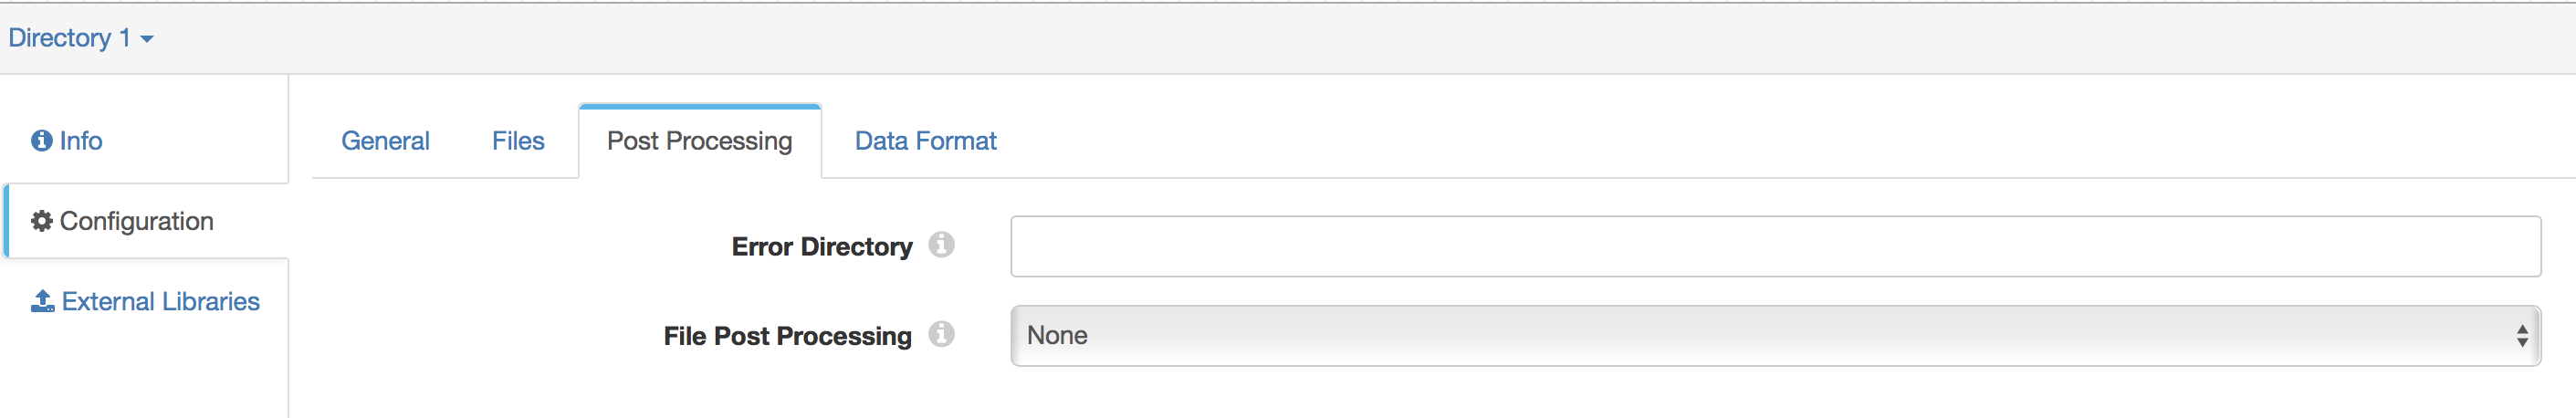 Directory 1
Info
Configuration
External Libraries
General Files Post Processing Data Format
Error Directory
File Post Processing None